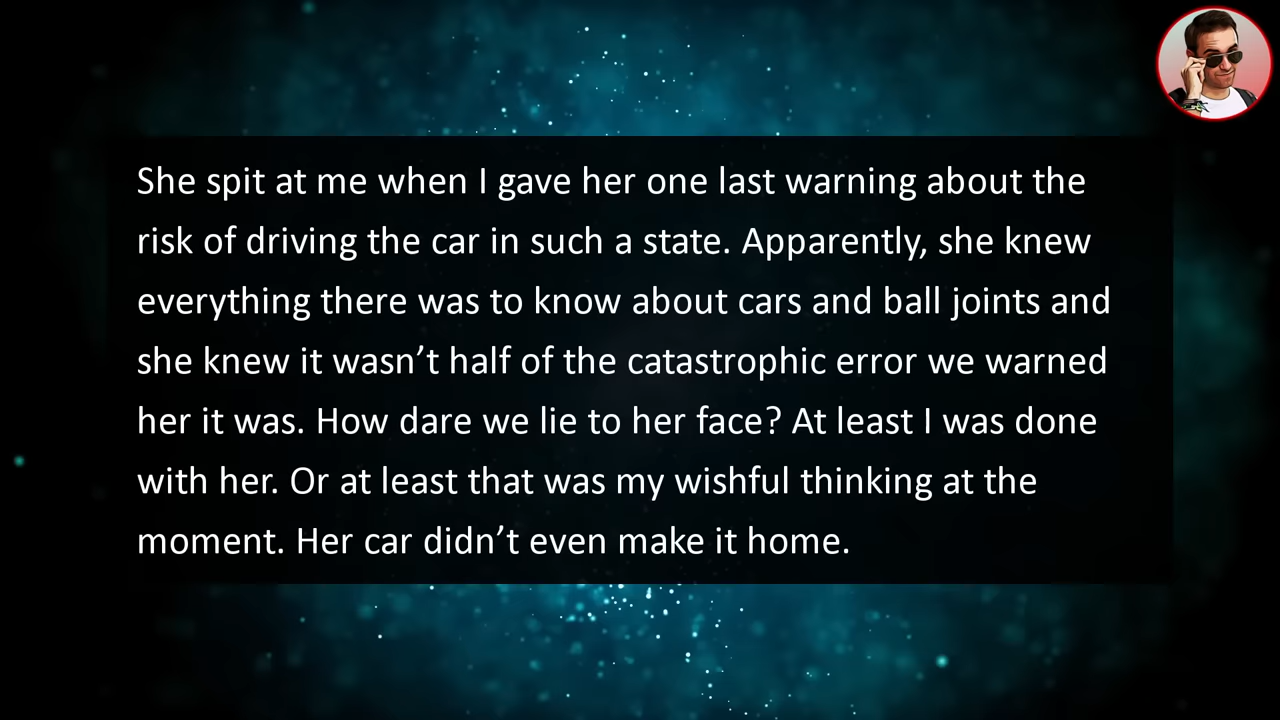 She spit at me when I gave her one last warning about the
risk of driving the car in such a state. Apparently, she knew
everything there was to know about cars and ball joints and
she knew it wasn’t half of the catastrophic error we warned
her it was. How dare we lie to her face? At least I was done
with her. Or at least that was my wishful thinking at the
moment. Her car didn’t even make it home.